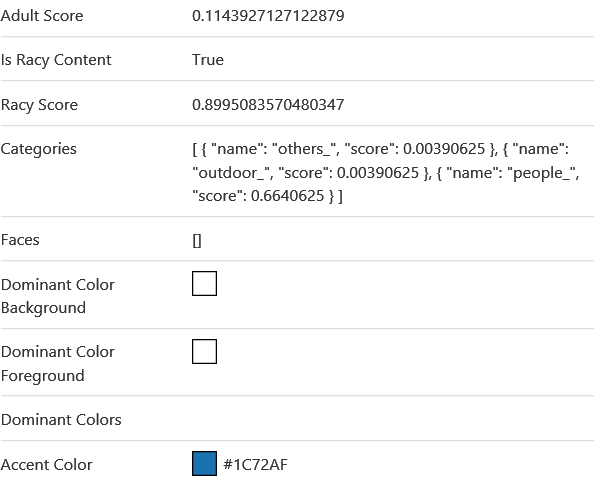 Adult Score 0.1143927127122879
Is Racy Content True
Racy Score 0.8995083570480347
Categories [ { "name": "others_", "score": 0.00390625 }, { "name":
"outdoor_", "score": 0.00390625 }, { "name": "people_",
"score": 0.6640625 } ]
Faces []
Dominant Color
Background
Dominant Color
Foreground
Dominant Colors
Accent Color #1C72AF